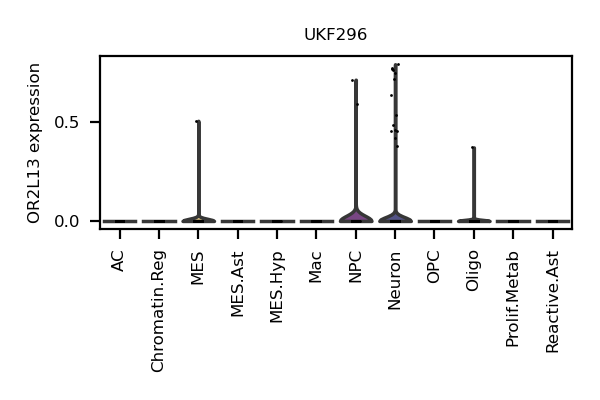 UKF296
OR2L13 expression
0.5
0.0
AC
Chromatin.Reg
MES
MES.Ast
MES.Hyp
Mac
NPC
Neuron
OPC
Oligo
Prolif.Metab
Reactive.Ast